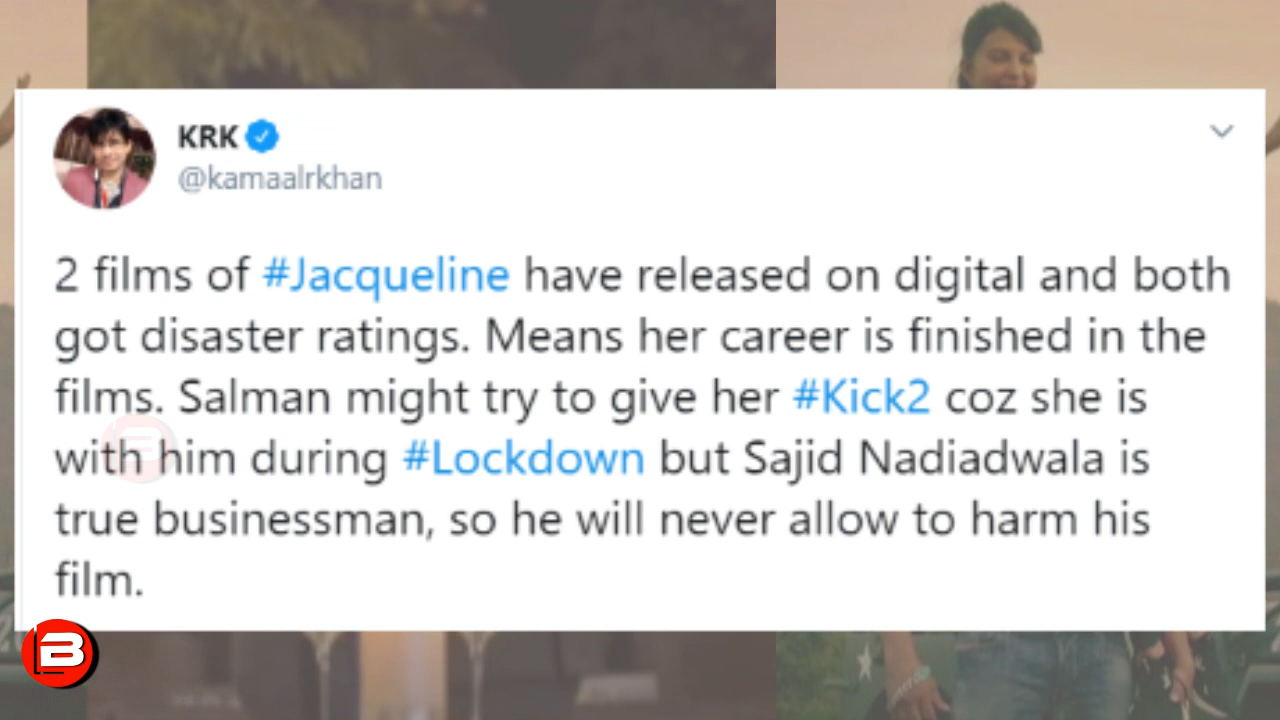 KRK
@kamaalrkhan
2 films of #Jacqueline have released on digital and both
got disaster ratings. Means her career is finished in the
films. Salman might try to give her #Kick2 coz she is
with him during #Lockdown but Sajid Nadiadwala is
true businessman, so he will never allow to harm his
film.
B